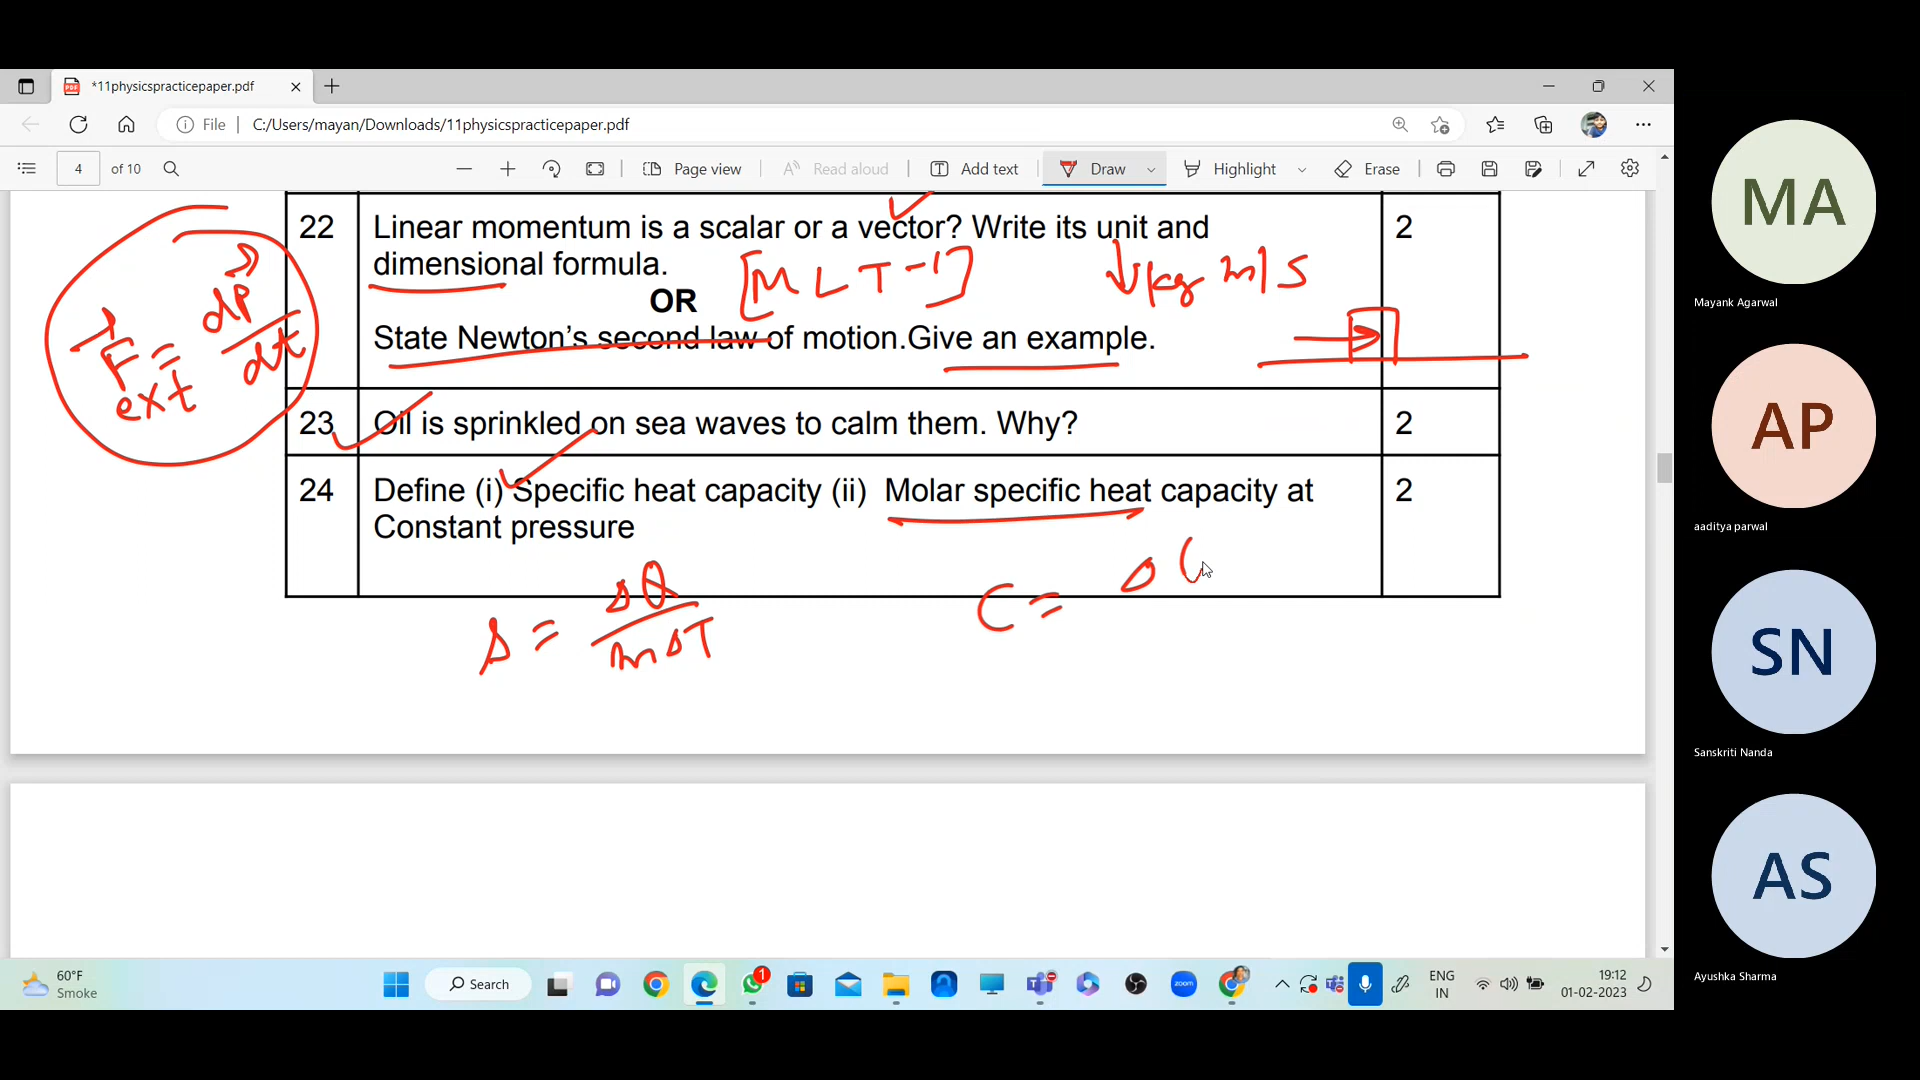 *11physicspracticepaper.pdf
File C:/Users/mayan/Downloads/11physicspracticepaper.pdf
4 of 10 Page view Read aloud Add text Draw Highlight Erase
22 Linear momentum is a scalar or a vector? Write its unit and 2
dimensional formula.
[M L T -1] kg m/s
OR
State Newton's second law of motion.Give an example.
F ext = dp/dt
23 Oil is sprinkled on sea waves to calm them. Why? 2
24 Define (i) Specific heat capacity (ii) Molar specific heat capacity at 2
Constant pressure
s = ΔQ/mΔT
C = Δ
MA
Mayank Agarwal
AP
aaditya parwal
SN
Sanskriti Nanda
AS
Ayushka Sharma
60°F
Smoke
Search
1
zoom
ENG
IN
19:12
01-02-2023